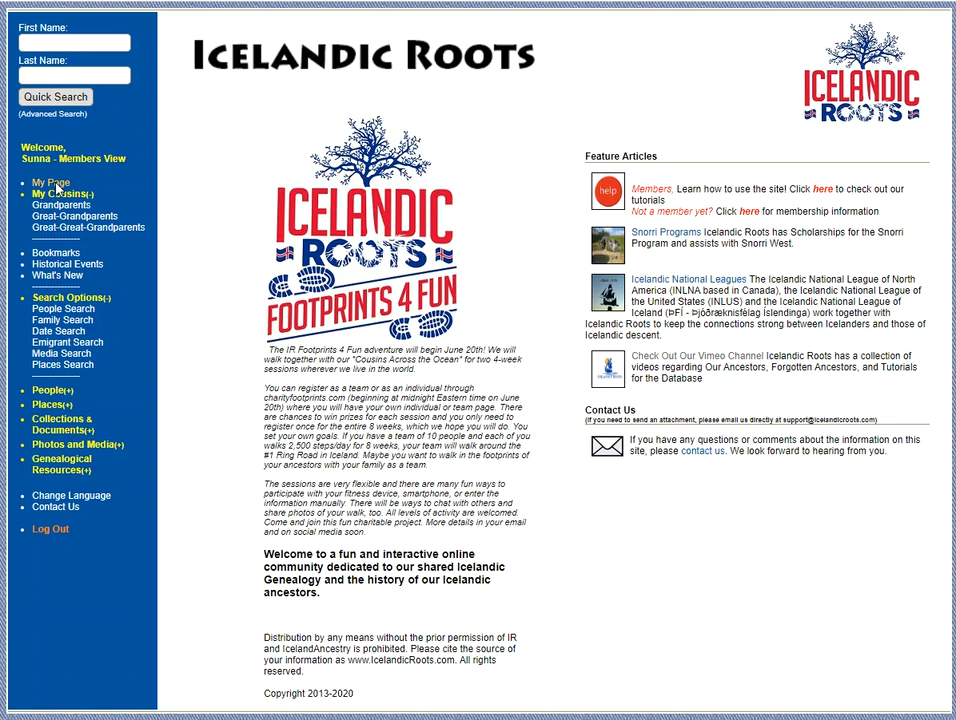 First Name:
Last Name:
Quick Search
(Advanced Search)
Welcome,
Sunna - Members View
My Page
My Cousins(-)
Grandparents
Great-Grandparents
Great-Great-Grandparents
---------------
Bookmarks
Historical Events
What's New
---------------
Search Options(-)
People Search
Family Search
Date Search
Emigrant Search
Media Search
Places Search
---------------
People(+)
Places(+)
Collections &
Documents(+)
Photos and Media(+)
Genealogical
Resources(+)
Change Language
Contact Us
Log Out
Icelandic Roots
ICELANDIC
ROOTS
ICELANDIC
ROOTS
FOOTPRINTS 4 FUN
The IR Footprints 4 Fun adventure will begin June 20th! We will
walk together with our "Cousins Across the Ocean" for two 4-week
sessions wherever we live in the world.
You can register as a team or as an individual through
charityfootprints.com (beginning at midnight Eastern time on June
20th) where you will have your own individual or team page. There
are chances to win prizes for each session and you only need to
register once for the entire 8 weeks, which we hope you will do. You
set your own goals. If you have a team of 10 people and each of you
walks 2,500 steps/day for 8 weeks, your team will walk around the
#1 Ring Road in Iceland. Maybe you want to walk in the footprints of
your ancestors with your family as a team.
The sessions are very flexible and there are many fun ways to
participate with your fitness device, smartphone, or enter the
information manually. There will be ways to chat with others and
share photos of your walk, too. All levels of activity are welcomed.
Come and join this fun charitable project. More details in your email
and on social media soon.
Welcome to a fun and interactive online
community dedicated to our shared Icelandic
Genealogy and the history of our Icelandic
ancestors.
Distribution by any means without the prior permission of IR
and IcelandAncestry is prohibited. Please cite the source of
your information as www.IcelandicRoots.com. All rights
reserved.
Copyright 2013-2020
Feature Articles
help
Members, Learn how to use the site! Click here to check out our
tutorials
Not a member yet? Click here for membership information
Snorri Programs Icelandic Roots has Scholarships for the Snorri
Program and assists with Snorri West.
Icelandic National Leagues The Icelandic National League of North
America (INLNA based in Canada), the Icelandic National League of
the United States (INLUS) and the Icelandic National League of
Iceland (ÞFÍ - Þjóðræknisfélag Íslendinga) work together with
Icelandic Roots to keep the connections strong between Icelanders and those of
Icelandic descent.
Check Out Our Vimeo Channel Icelandic Roots has a collection of
videos regarding Our Ancestors, Forgotten Ancestors, and Tutorials
for the Database
Contact Us
(If you need to send an attachment, please email us directly at support@icelandicroots.com)
If you have any questions or comments about the information on this
site, please contact us. We look forward to hearing from you.